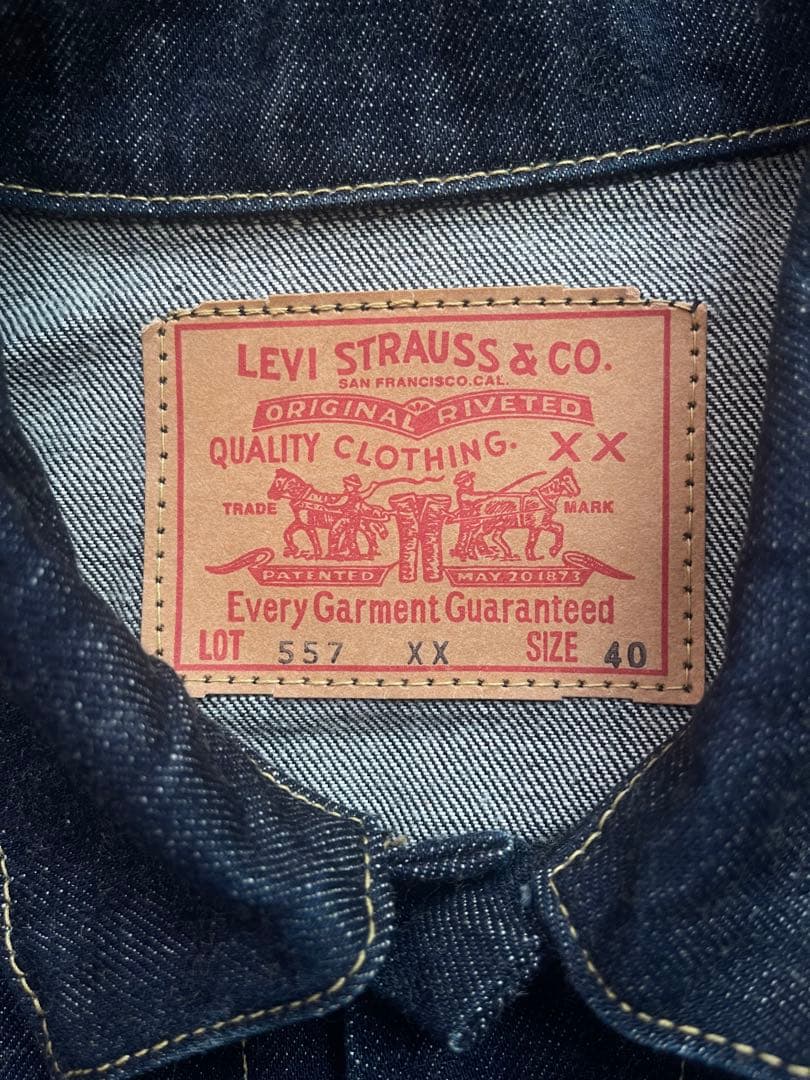 LEVI STRAUSS & CO.
SAN FRANCISCO.CAL.
ORIGINAL RIVETED
QUALITY CLOTHING. XX
TRADE MARK
PATENTED MAY.20 1873
Every Garment Guaranteed
LOT 557 XX SIZE 40